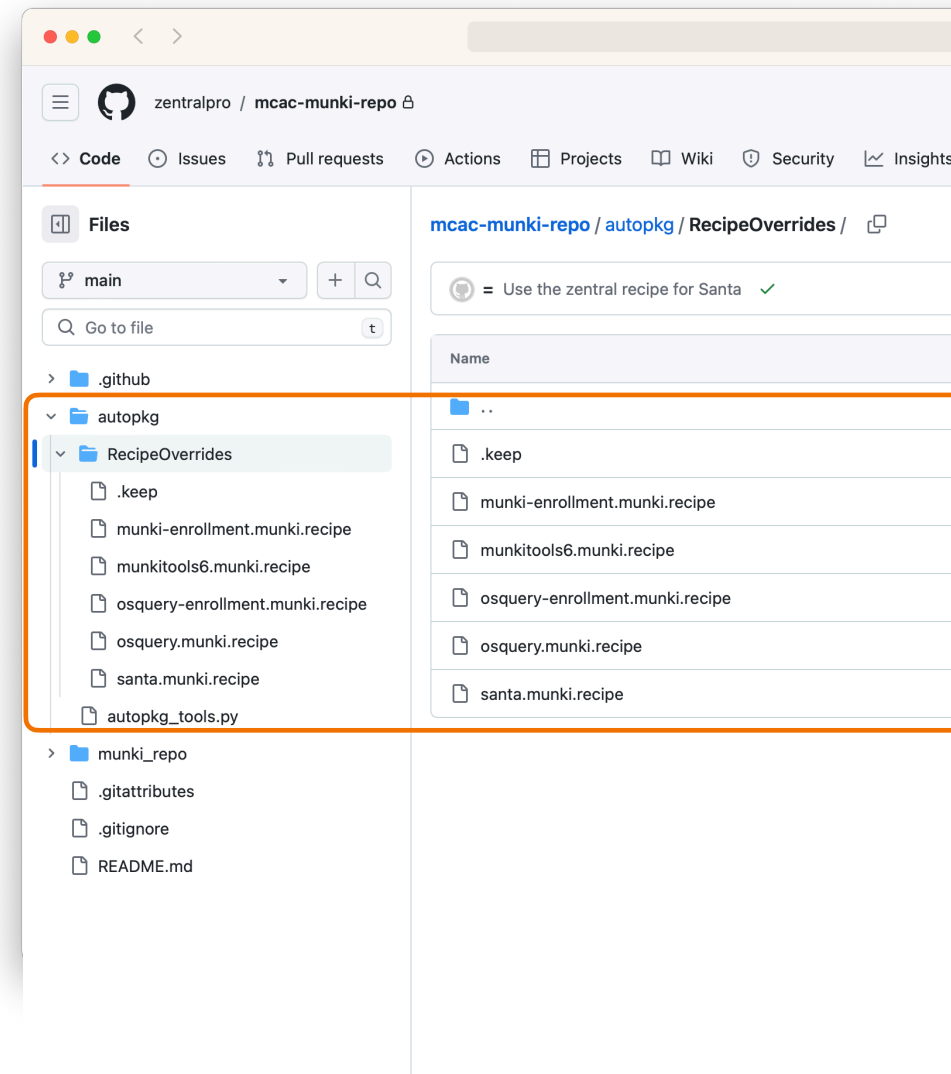 zentralpro / mcac-munki-repo
Code Issues Pull requests Actions Projects Wiki Security Insights
Files
main
Go to file t
.github
autopkg
RecipeOverrides
.keep
munki-enrollment.munki.recipe
munkitools6.munki.recipe
osquery-enrollment.munki.recipe
osquery.munki.recipe
santa.munki.recipe
autopkg_tools.py
munki_repo
.gitattributes
.gitignore
README.md
mcac-munki-repo / autopkg / RecipeOverrides /
= Use the zentral recipe for Santa
Name
..
.keep
munki-enrollment.munki.recipe
munkitools6.munki.recipe
osquery-enrollment.munki.recipe
osquery.munki.recipe
santa.munki.recipe